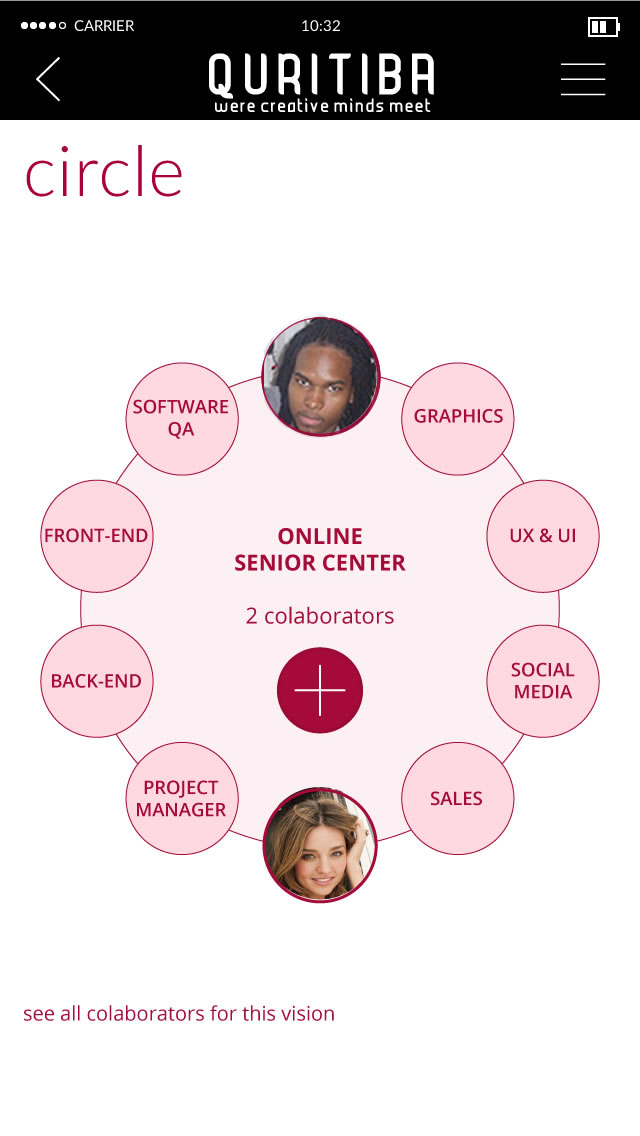 CARRIER 10:32
QURITIBA
were creative minds meet
circle
SOFTWARE
QA
GRAPHICS
FRONT-END
UX & UI
ONLINE
SENIOR CENTER
2 colaborators
BACK-END
SOCIAL
MEDIA
PROJECT
MANAGER
SALES
see all colaborators for this vision